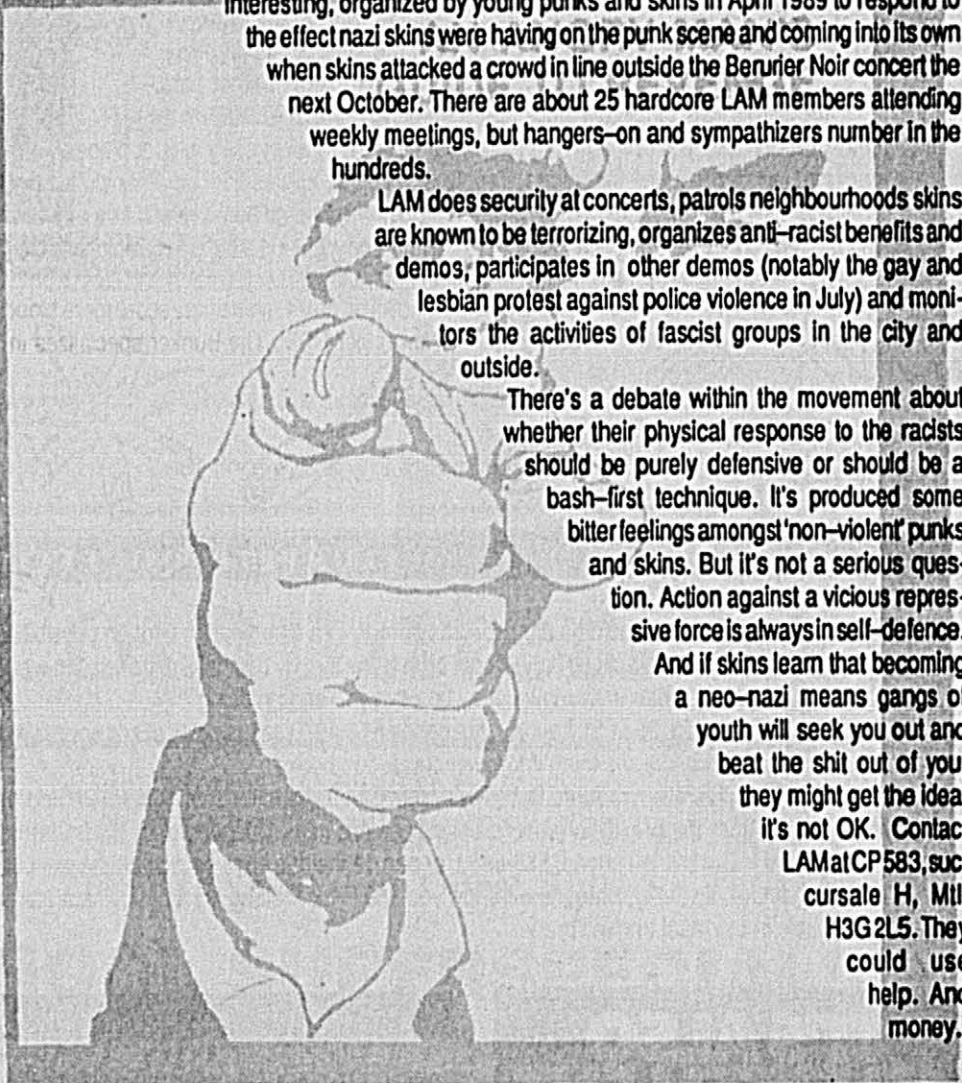 interesting, organized by young punks and skins in April 1989 to respond to
the effect nazi skins were having on the punk scene and coming into its own
when skins attacked a crowd in line outside the Berurier Noir concert the
next October. There are about 25 hardcore LAM members attending
weekly meetings, but hangers–on and sympathizers number in the
hundreds.
LAM does security at concerts, patrols neighbourhoods skins
are known to be terrorizing, organizes anti–racist benefits and
demos, participates in other demos (notably the gay and
lesbian protest against police violence in July) and moni-
tors the activities of fascist groups in the city and
outside.
There's a debate within the movement about
whether their physical response to the racists
should be purely defensive or should be a
bash–first technique. It's produced some
bitter feelings amongst 'non–violent' punks
and skins. But it's not a serious ques-
tion. Action against a vicious repres-
sive force is always in self–defence.
And if skins learn that becoming
a neo–nazi means gangs of
youth will seek you out and
beat the shit out of you
they might get the idea
it's not OK. Contac
LAM at CP 583, suc
cursale H, Mtl
H3G 2L5. They
could use
help. And
money.